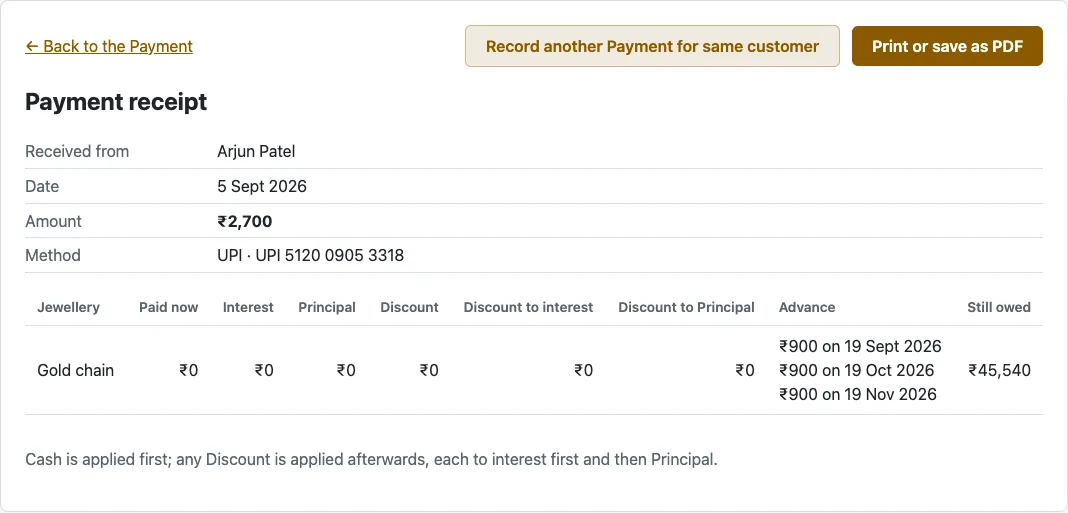 ← Back to the Payment
Record another Payment for same customer
Print or save as PDF
Payment receipt
Received from Arjun Patel
Date 5 Sept 2026
Amount ₹2,700
Method UPI · UPI 5120 0905 3318
Jewellery Paid now Interest Principal Discount Discount to interest Discount to Principal Advance Still owed
Gold chain ₹0 ₹0 ₹0 ₹0 ₹0 ₹0 ₹900 on 19 Sept 2026
₹900 on 19 Oct 2026
₹900 on 19 Nov 2026
₹45,540
Cash is applied first; any Discount is applied afterwards, each to interest first and then Principal.